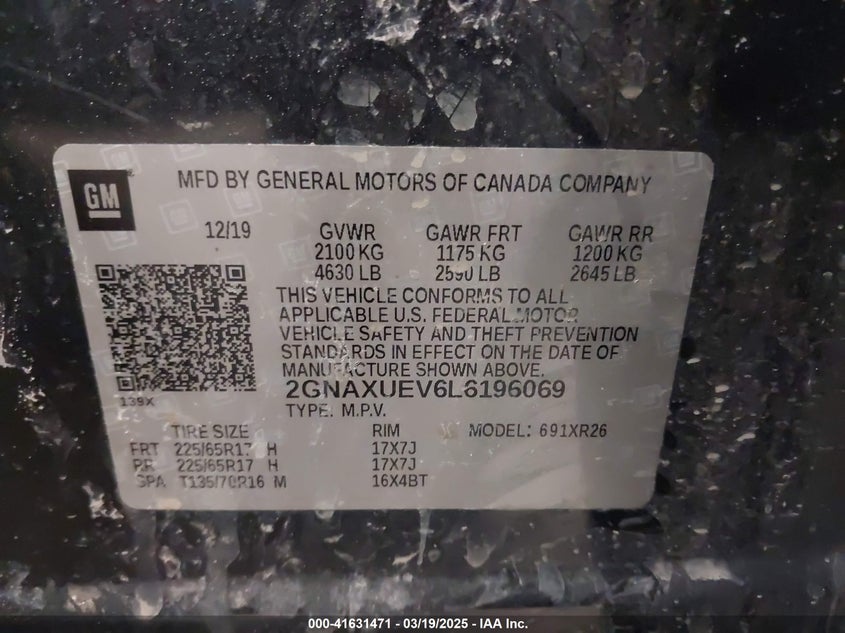 GM
MFD BY GENERAL MOTORS OF CANADA COMPANY
12/19 GVWR GAWR FRT GAWR RR
2100 KG 1175 KG 1200 KG
4630 LB 2590 LB 2645 LB
THIS VEHICLE CONFORMS TO ALL
APPLICABLE U.S. FEDERAL MOTOR
VEHICLE SAFETY AND THEFT PREVENTION
STANDARDS IN EFFECT ON THE DATE OF
MANUFACTURE SHOWN ABOVE.
139X 2GNAXUEV6L6196069
TYPE: M.P.V.
TIRE SIZE RIM MODEL: 691XR26
FRT 225/65R17 H 17X7J
RR 225/65R17 H 17X7J
SPA T135/70R16 M 16X4BT
000-41631471 — 03/19/2025 — IAA Inc.